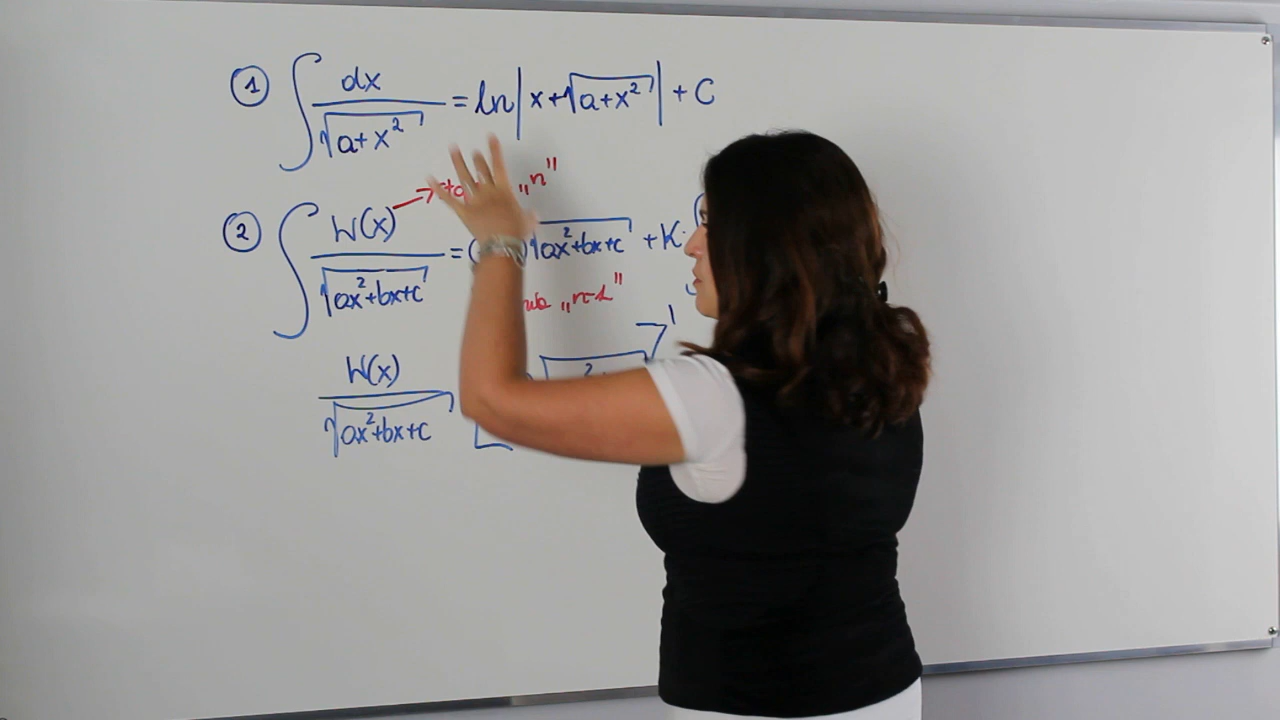 ① ∫ dx / √(a+x²) = ln|x+√(a+x²)| + C
„n"
② ∫ W(x) / √(ax²+bx+c) = ( ) √(ax²+bx+c) + K·
„n-1"
W(x) / √(ax²+bx+c)